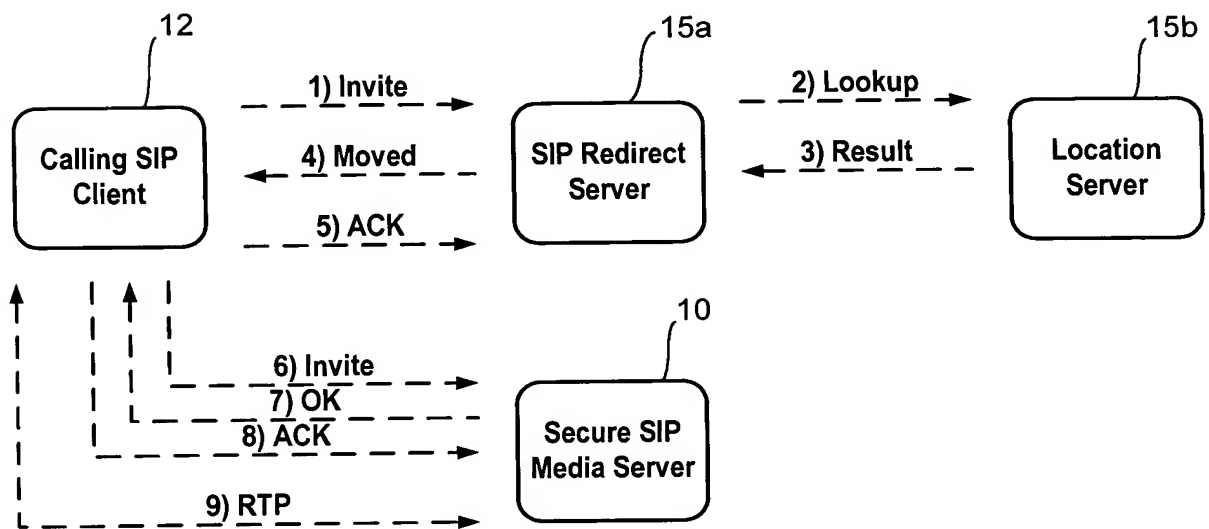 12
15a
15b
1) Invite
2) Lookup
Calling SIP
Client
4) Moved
SIP Redirect
Server
3) Result
Location
Server
5) ACK
10
6) Invite
7) OK
8) ACK
Secure SIP
Media Server
9) RTP